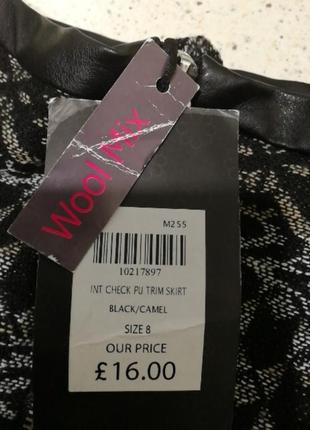 Wool Mix
M255
10217897
INT CHECK PU TRIM SKIRT
BLACK/CAMEL
SIZE 8
OUR PRICE
£16.00